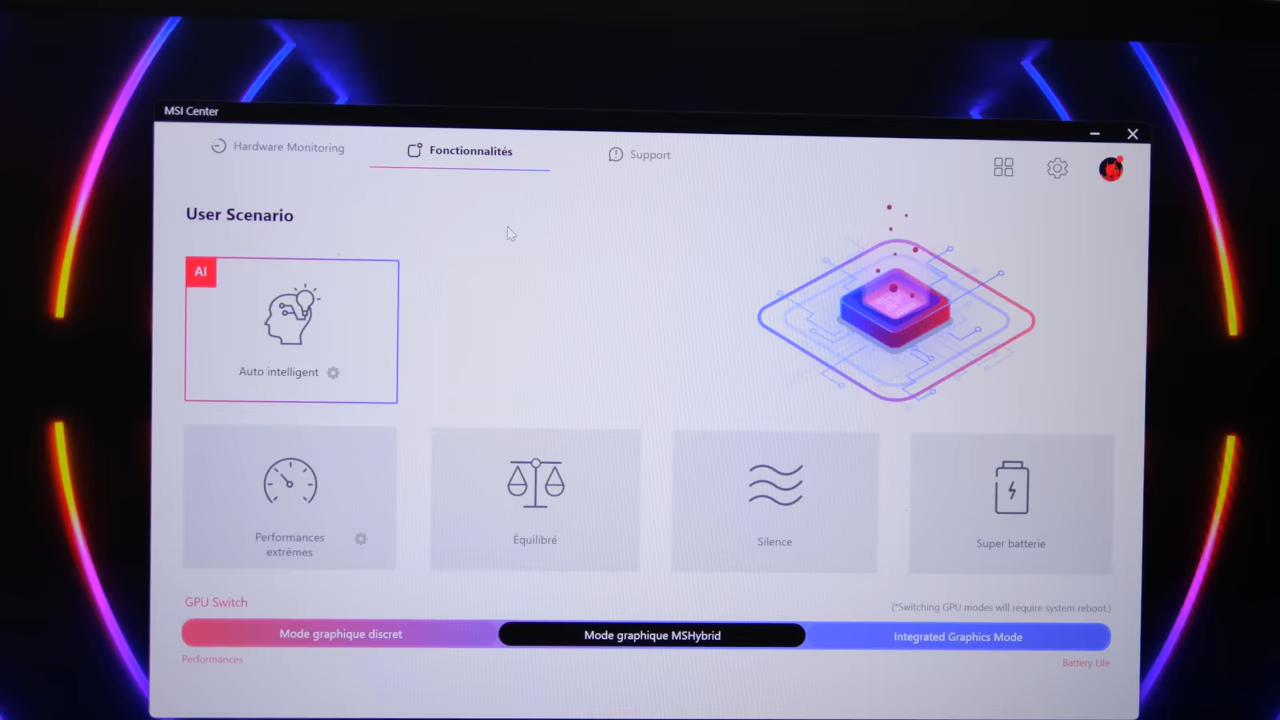 MSI Center
Hardware Monitoring
Fonctionnalités
Support
User Scenario
AI
Auto intelligent
Performances
extrêmes
Équilibré
Silence
Super batterie
GPU Switch
(*Switching GPU modes will require system reboot.)
Mode graphique discret
Mode graphique MSHybrid
Integrated Graphics Mode
Performances
Battery Life